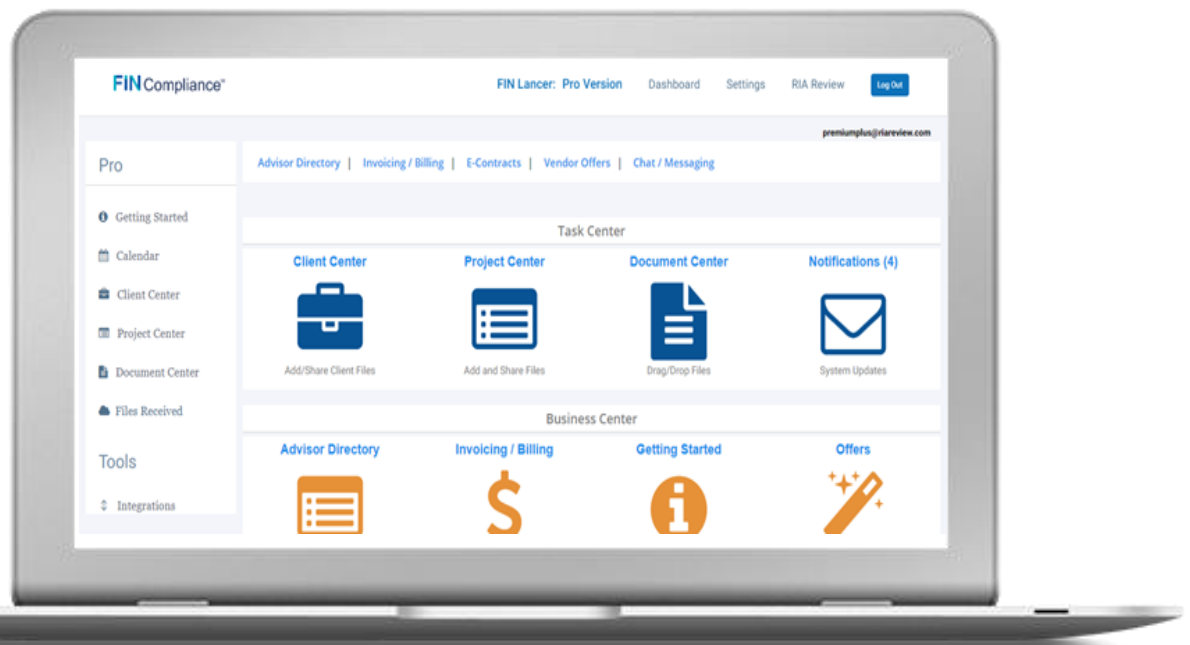 FIN Compliance™
FIN Lancer: Pro Version Dashboard Settings RIA Review Log Out
premiumplus@riareview.com
Pro
Advisor Directory | Invoicing / Billing | E-Contracts | Vendor Offers | Chat / Messaging
Getting Started
Calendar
Client Center
Project Center
Document Center
Files Received
Tools
Integrations
Task Center
Client Center Project Center Document Center Notifications (4)
Add/Share Client Files Add and Share Files Drag/Drop Files System Updates
Business Center
Advisor Directory Invoicing / Billing Getting Started Offers
$